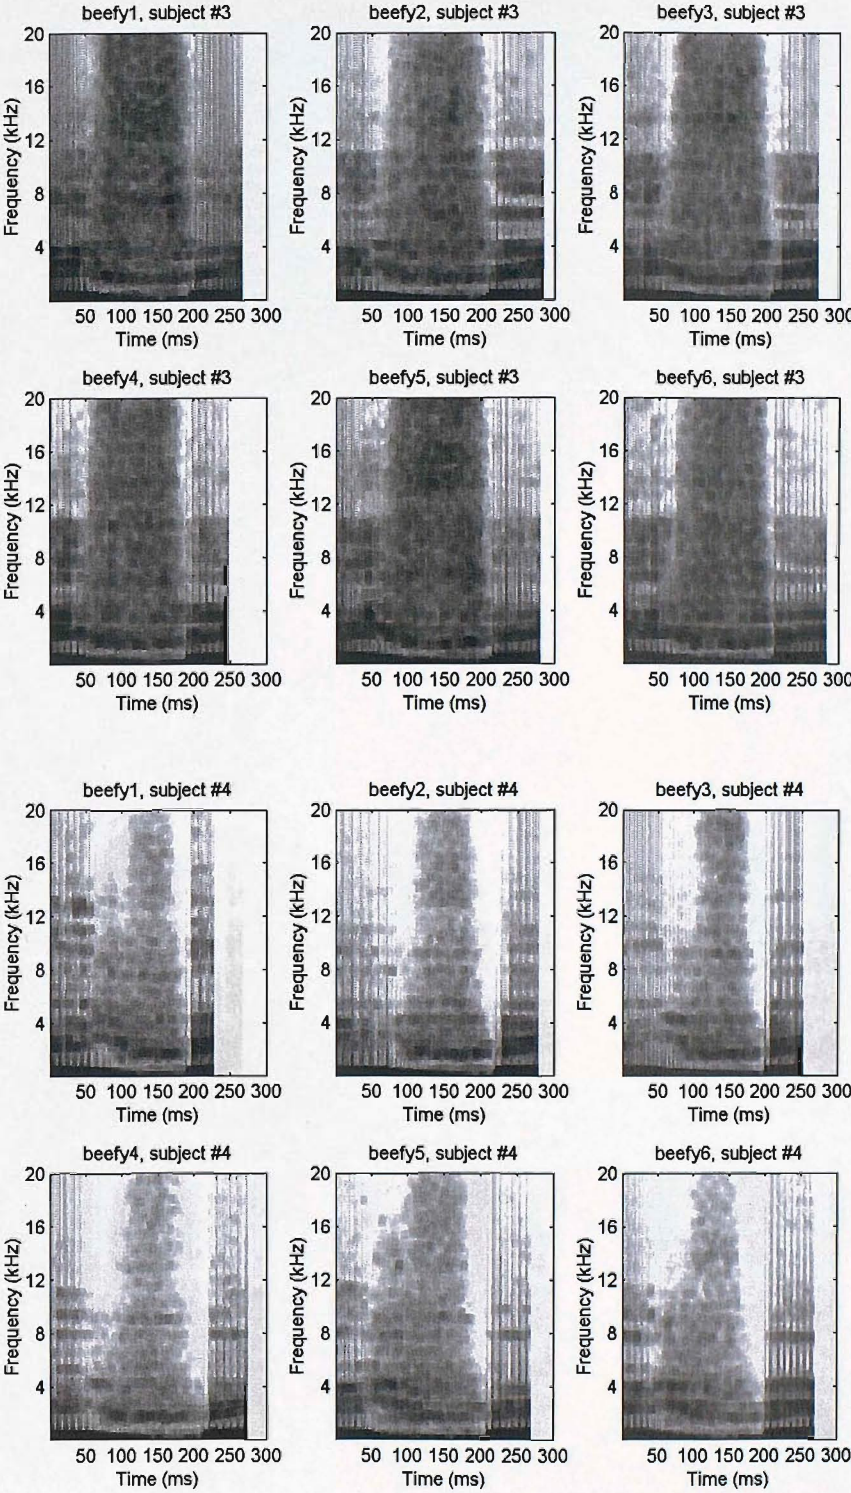 beefy1, subject #3 beefy2, subject #3 beefy3, subject #3
20 20 20
16 16 16
12 12 12
8 8 8
4 4 4
Frequency (kHz) Frequency (kHz) Frequency (kHz)
50 100 150 200 250 300 50 100 150 200 250 300 50 100 150 200 250 300
Time (ms) Time (ms) Time (ms)
beefy4, subject #3 beefy5, subject #3 beefy6, subject #3
20 20 20
16 16 16
12 12 12
8 8 8
4 4 4
Frequency (kHz) Frequency (kHz) Frequency (kHz)
50 100 150 200 250 300 50 100 150 200 250 300 50 100 150 200 250 300
Time (ms) Time (ms) Time (ms)
beefy1, subject #4 beefy2, subject #4 beefy3, subject #4
20 20 20
16 16 16
12 12 12
8 8 8
4 4 4
Frequency (kHz) Frequency (kHz) Frequency (kHz)
50 100 150 200 250 300 50 100 150 200 250 300 50 100 150 200 250 300
Time (ms) Time (ms) Time (ms)
beefy4, subject #4 beefy5, subject #4 beefy6, subject #4
20 20 20
16 16 16
12 12 12
8 8 8
4 4 4
Frequency (kHz) Frequency (kHz) Frequency (kHz)
50 100 150 200 250 300 50 100 150 200 250 300 50 100 150 200 250 300
Time (ms) Time (ms) Time (ms)